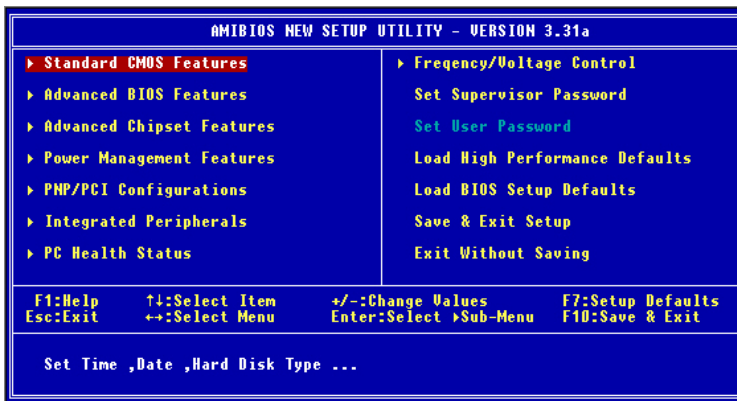 AMIBIOS NEW SETUP UTILITY - VERSION 3.31a
▸ Standard CMOS Features
▸ Advanced BIOS Features
▸ Advanced Chipset Features
▸ Power Management Features
▸ PNP/PCI Configurations
▸ Integrated Peripherals
▸ PC Health Status
▸ Freqency/Voltage Control
Set Supervisor Password
Set User Password
Load High Performance Defaults
Load BIOS Setup Defaults
Save & Exit Setup
Exit Without Saving
F1:Help ↑↓:Select Item +/-:Change Values F7:Setup Defaults
Esc:Exit ←→:Select Menu Enter:Select ▸Sub-Menu F10:Save & Exit
Set Time ,Date ,Hard Disk Type ...